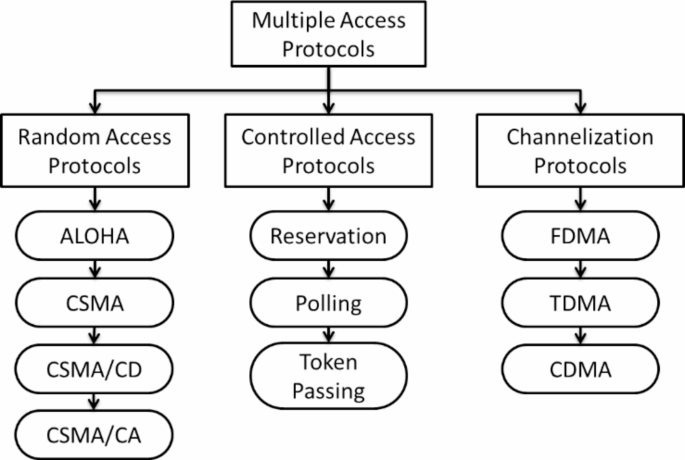 Multiple Access
Protocols
Random Access
Protocols
Controlled Access
Protocols
Channelization
Protocols
ALOHA
Reservation
FDMA
CSMA
Polling
TDMA
CSMA/CD
Token
Passing
CDMA
CSMA/CA